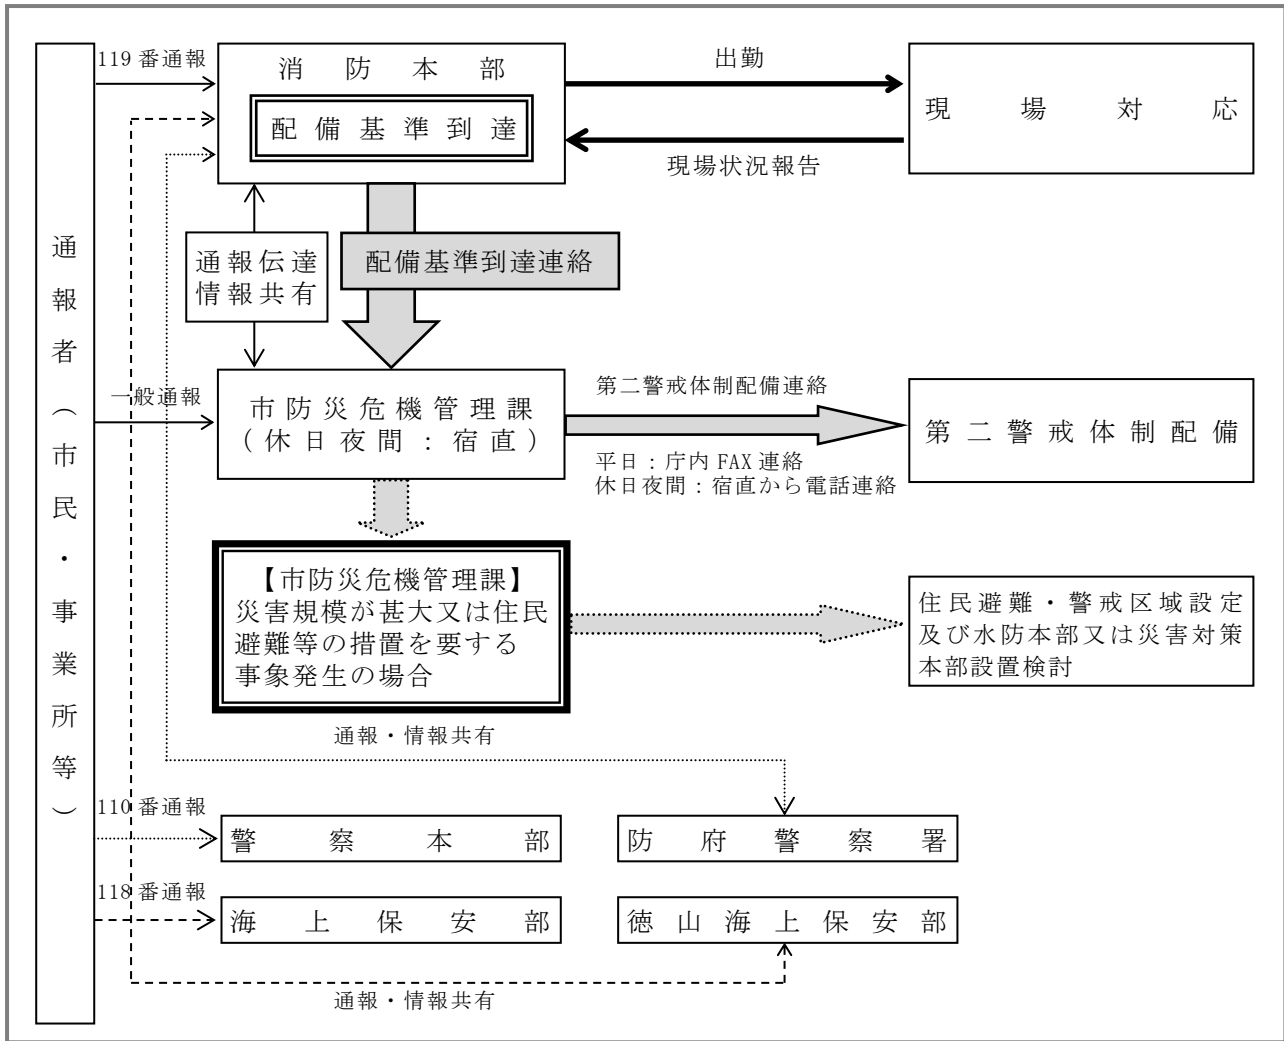 通報者（市民・事業所等）
119 番通報
消防本部
配備基準到達
出勤
現場状況報告
現場対応
通報伝達
情報共有
配備基準到達連絡
一般通報
市防災危機管理課
（休日夜間：宿直）
第二警戒体制配備連絡
平日：庁内 FAX 連絡
休日夜間：宿直から電話連絡
第二警戒体制配備
【市防災危機管理課】
災害規模が甚大又は住民
避難等の措置を要する
事象発生の場合
住民避難・警戒区域設定
及び水防本部又は災害対策
本部設置検討
通報・情報共有
110 番通報
警察本部
防府警察署
118 番通報
海上保安部
徳山海上保安部
通報・情報共有